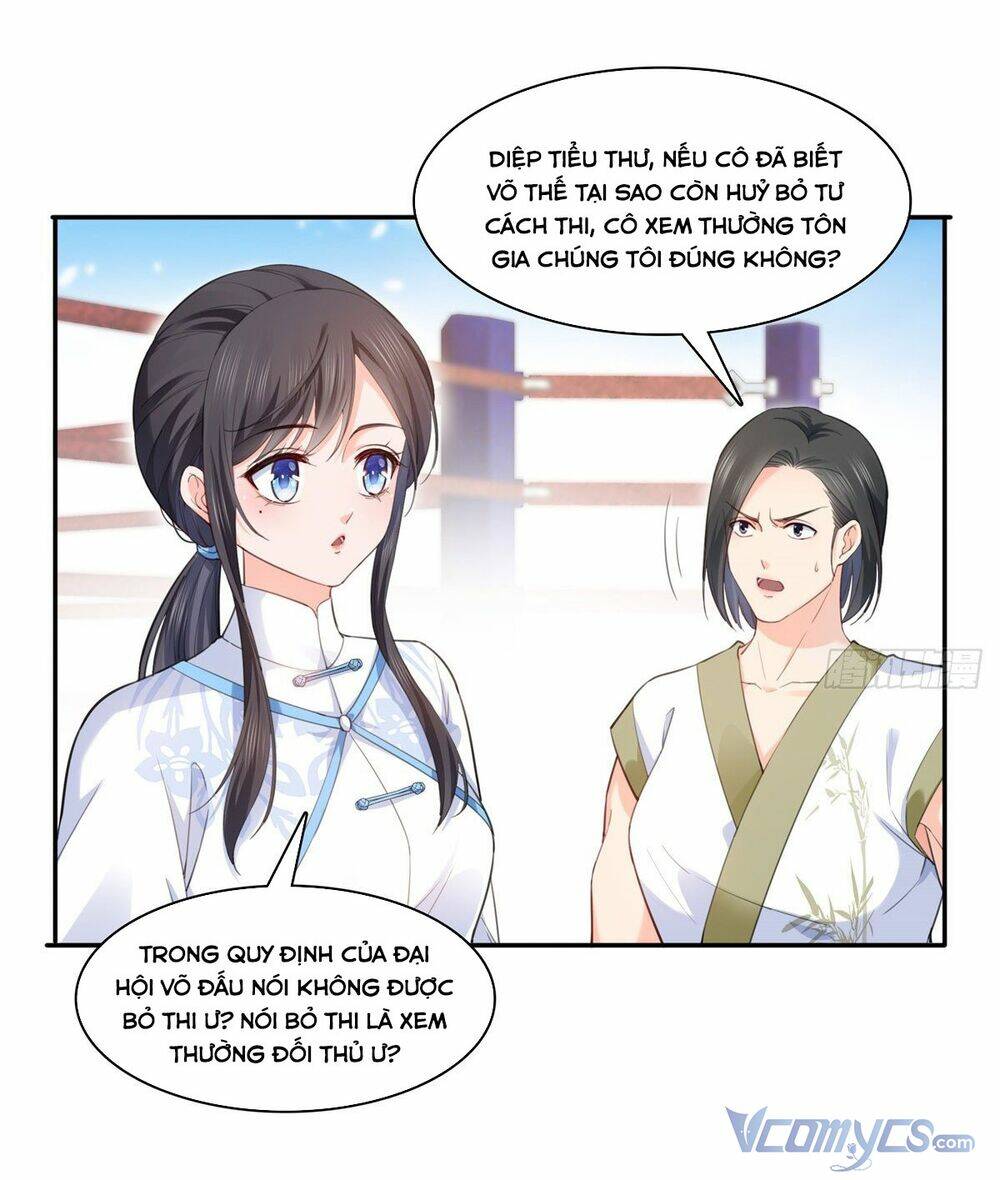 DIỆP TIỂU THƯ, NẾU CÔ ĐÃ BIẾT
VÕ THẾ TẠI SAO CÒN HUỶ BỎ TƯ
CÁCH THI, CÔ XEM THƯỜNG TÔN
GIA CHÚNG TÔI ĐÚNG KHÔNG?
TRONG QUY ĐỊNH CỦA ĐẠI
HỘI VÕ ĐẤU NÓI KHÔNG ĐƯỢC
BỎ THI Ư? NÓI BỎ THI LÀ XEM
THƯỜNG ĐỐI THỦ Ư?
VCOMYCS.com